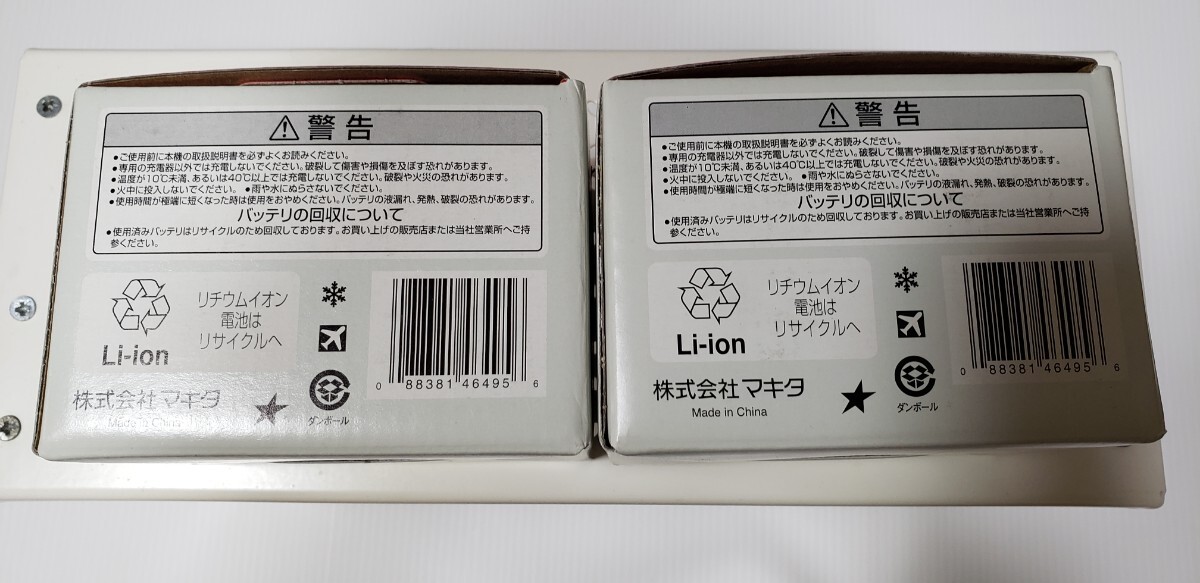 警告
●ご使用前に本機の取扱説明書を必ずよくお読みください。
●専用の充電器以外では充電しないでください。破裂して傷害や損傷を及ぼす恐れがあります。
●温度が10℃未満、あるいは40℃以上では充電しないでください。破裂や火災の恐れがあります。
●火中に投入しないでください。 ●雨や水にぬらさないでください。
●使用時間が極端に短くなった時は使用をおやめください。バッテリの液漏れ、発熱、破裂の恐れがあります。
バッテリの回収について
●使用済みバッテリはリサイクルのため回収しております。お買い上げの販売店または当社営業所へご持
参ください。
リチウムイオン
電池は
リサイクルへ
Li-ion
株式会社マキタ
Made in China
ダンボール
0 88381 46495 6
警告
●ご使用前に本機の取扱説明書を必ずよくお読みください。
●専用の充電器以外では充電しないでください。破裂して傷害や損傷を及ぼす恐れがあります。
●温度が10℃未満、あるいは40℃以上では充電しないでください。破裂や火災の恐れがあります。
●火中に投入しないでください。 ●雨や水にぬらさないでください。
●使用時間が極端に短くなった時は使用をおやめください。バッテリの液漏れ、発熱、破裂の恐れがあります。
バッテリの回収について
●使用済みバッテリはリサイクルのため回収しております。お買い上げの販売店または当社営業所へご持
参ください。
リチウムイオン
電池は
リサイクルへ
Li-ion
株式会社マキタ
Made in China
ダンボール
0 88381 46495 6